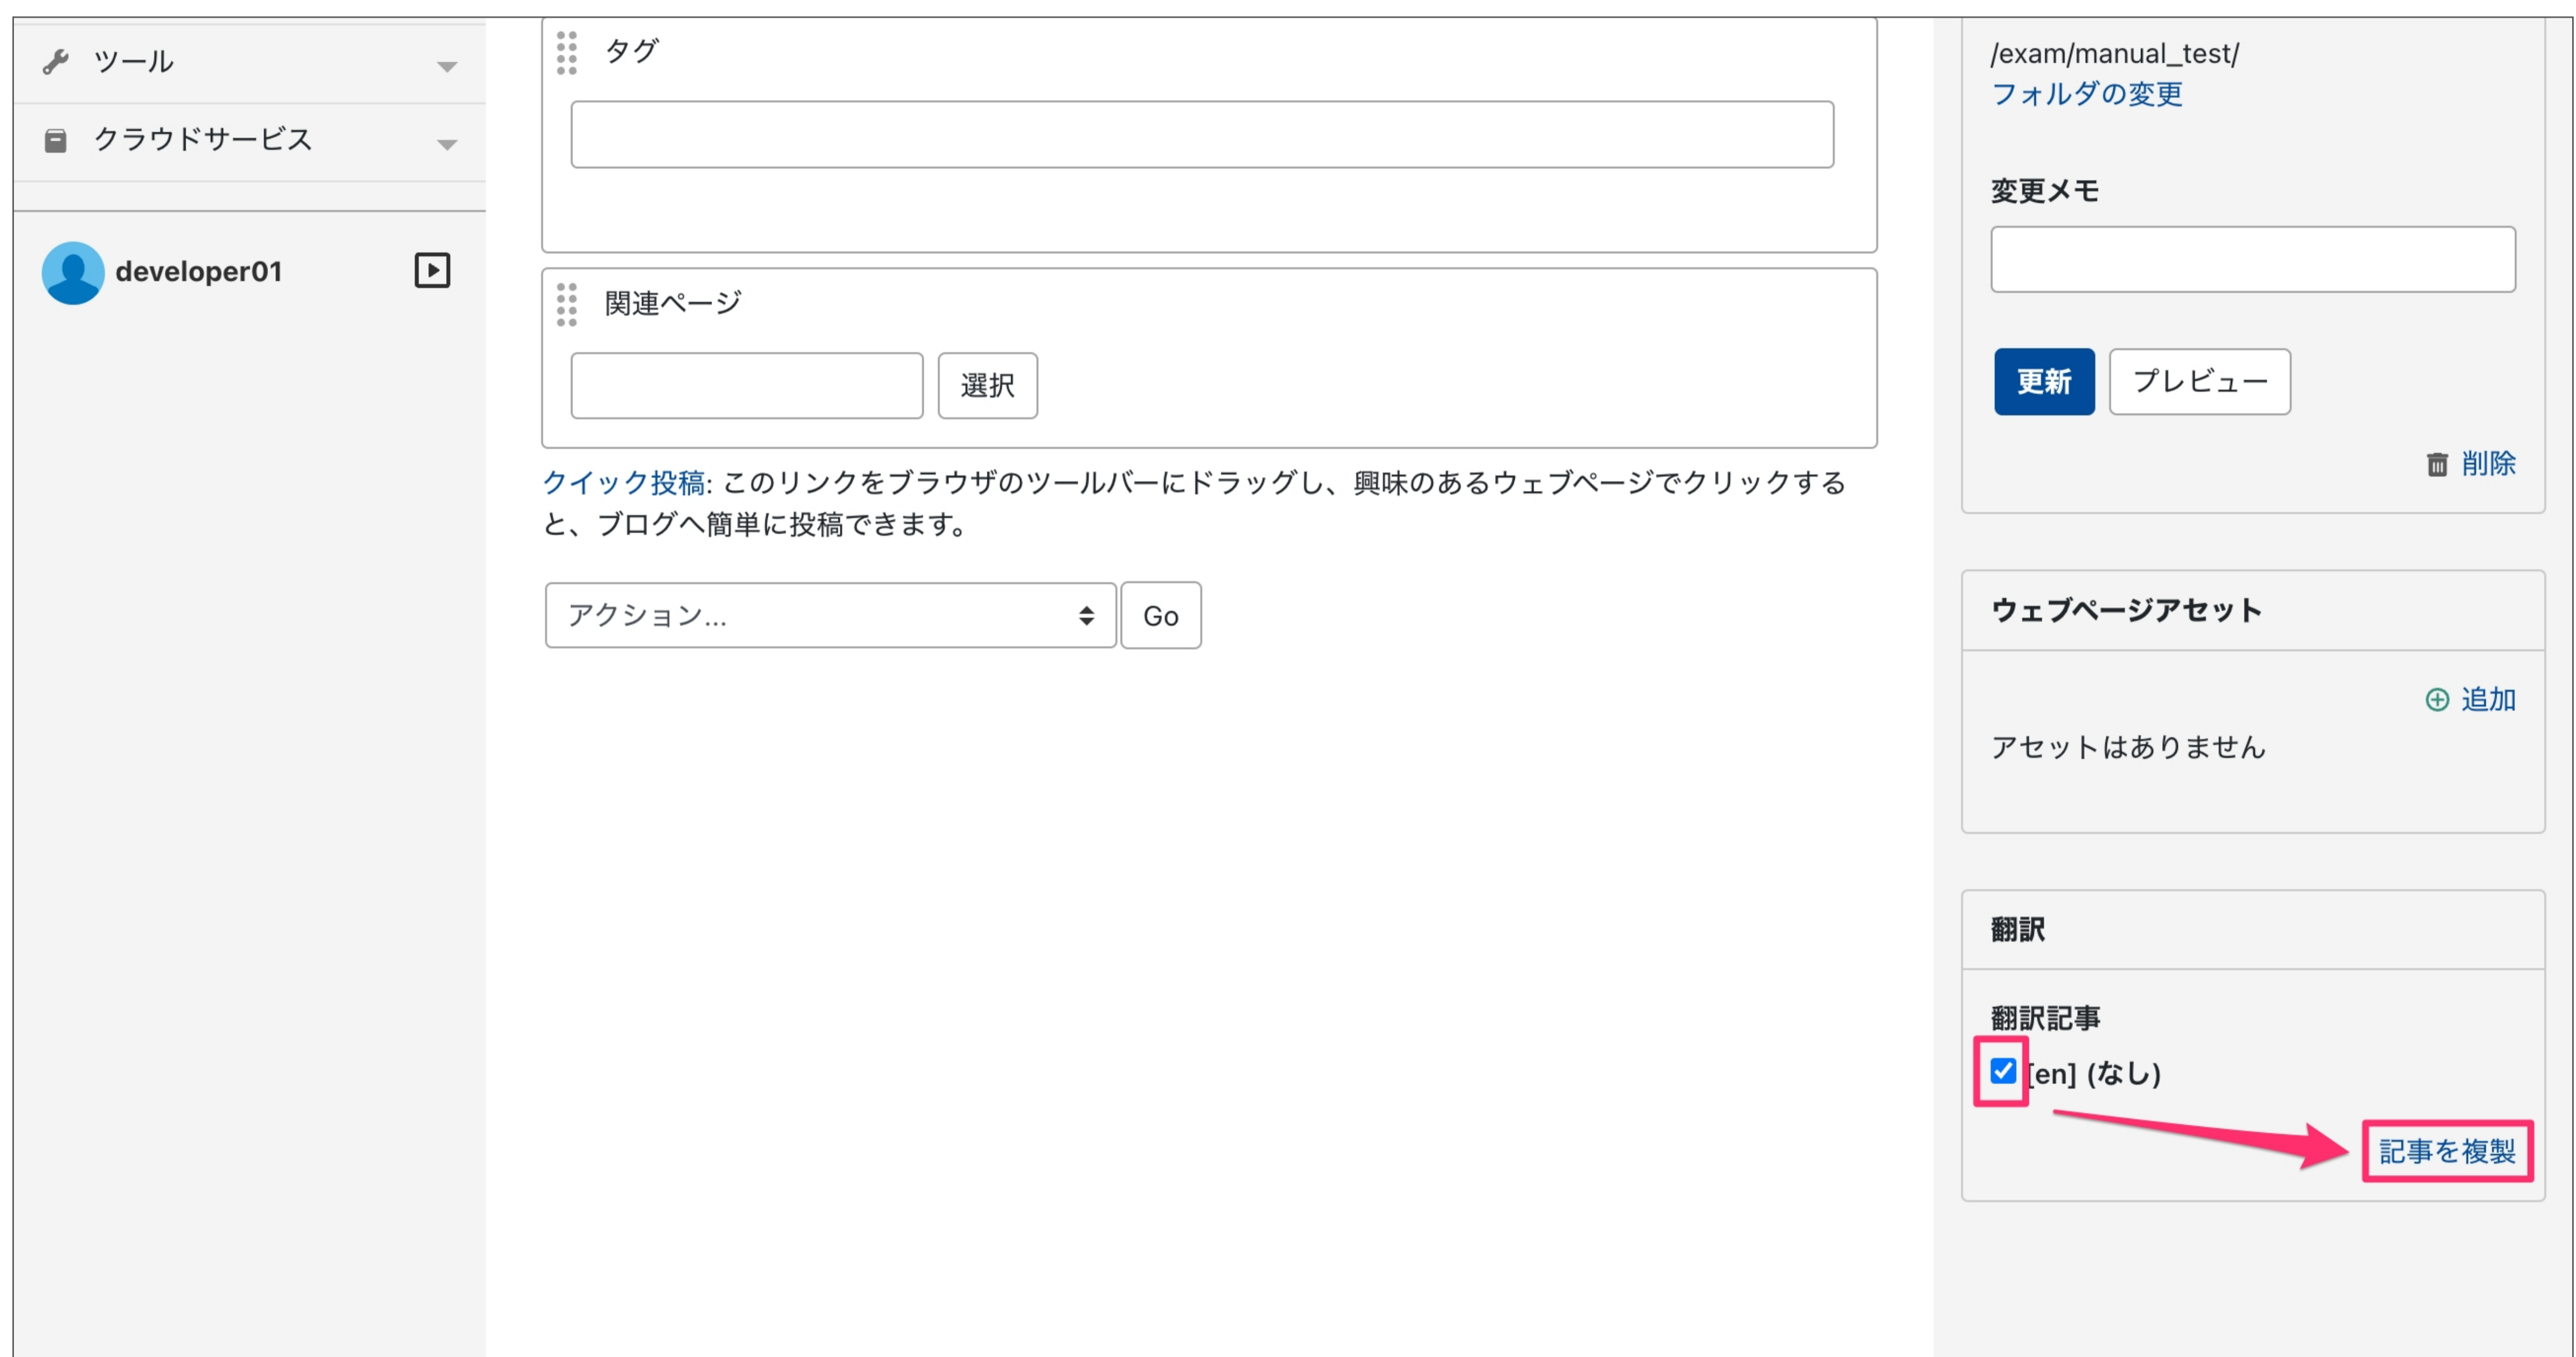 ツール
クラウドサービス
developer01
タグ
関連ページ
選択
クイック投稿: このリンクをブラウザのツールバーにドラッグし、興味のあるウェブページでクリックする
と、ブログへ簡単に投稿できます。
アクション...
Go
/exam/manual_test/
フォルダの変更
変更メモ
更新
プレビュー
削除
ウェブページアセット
追加
アセットはありません
翻訳
翻訳記事
[en] (なし)
記事を複製